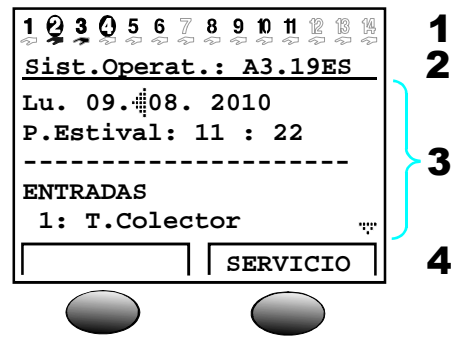 1 2 3 4 5 6 7 8 9 10 11 12 13 14
1
Sist.Operat.: A3.19ES
2
Lu. 09. 08. 2010
P.Estival: 11 : 22
--------------------
3
ENTRADAS
1: T.Colector
SERVICIO
4